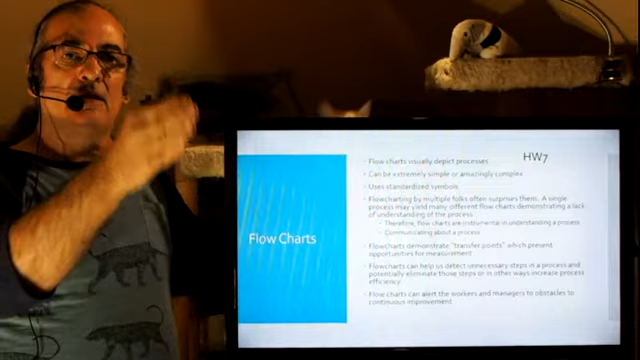 HW7
Flow Charts
Flow charts visually depict processes
Can be extremely simple or amazingly complex
Uses standardized symbols
Flowcharting by multiple folks often surprises them. A single
process may yield many different flow charts demonstrating a lack
of understanding of the process
Therefore, flow charts are instrumental in understanding a process
Communicating about a process
Flowcharts demonstrate "transfer points" which present
opportunities for measurement
Flowcharts can help us detect unnecessary steps in a process and
potentially eliminate those steps or in other ways increase process
efficiency
Flow charts can alert the workers and managers to obstacles to
continuous improvement